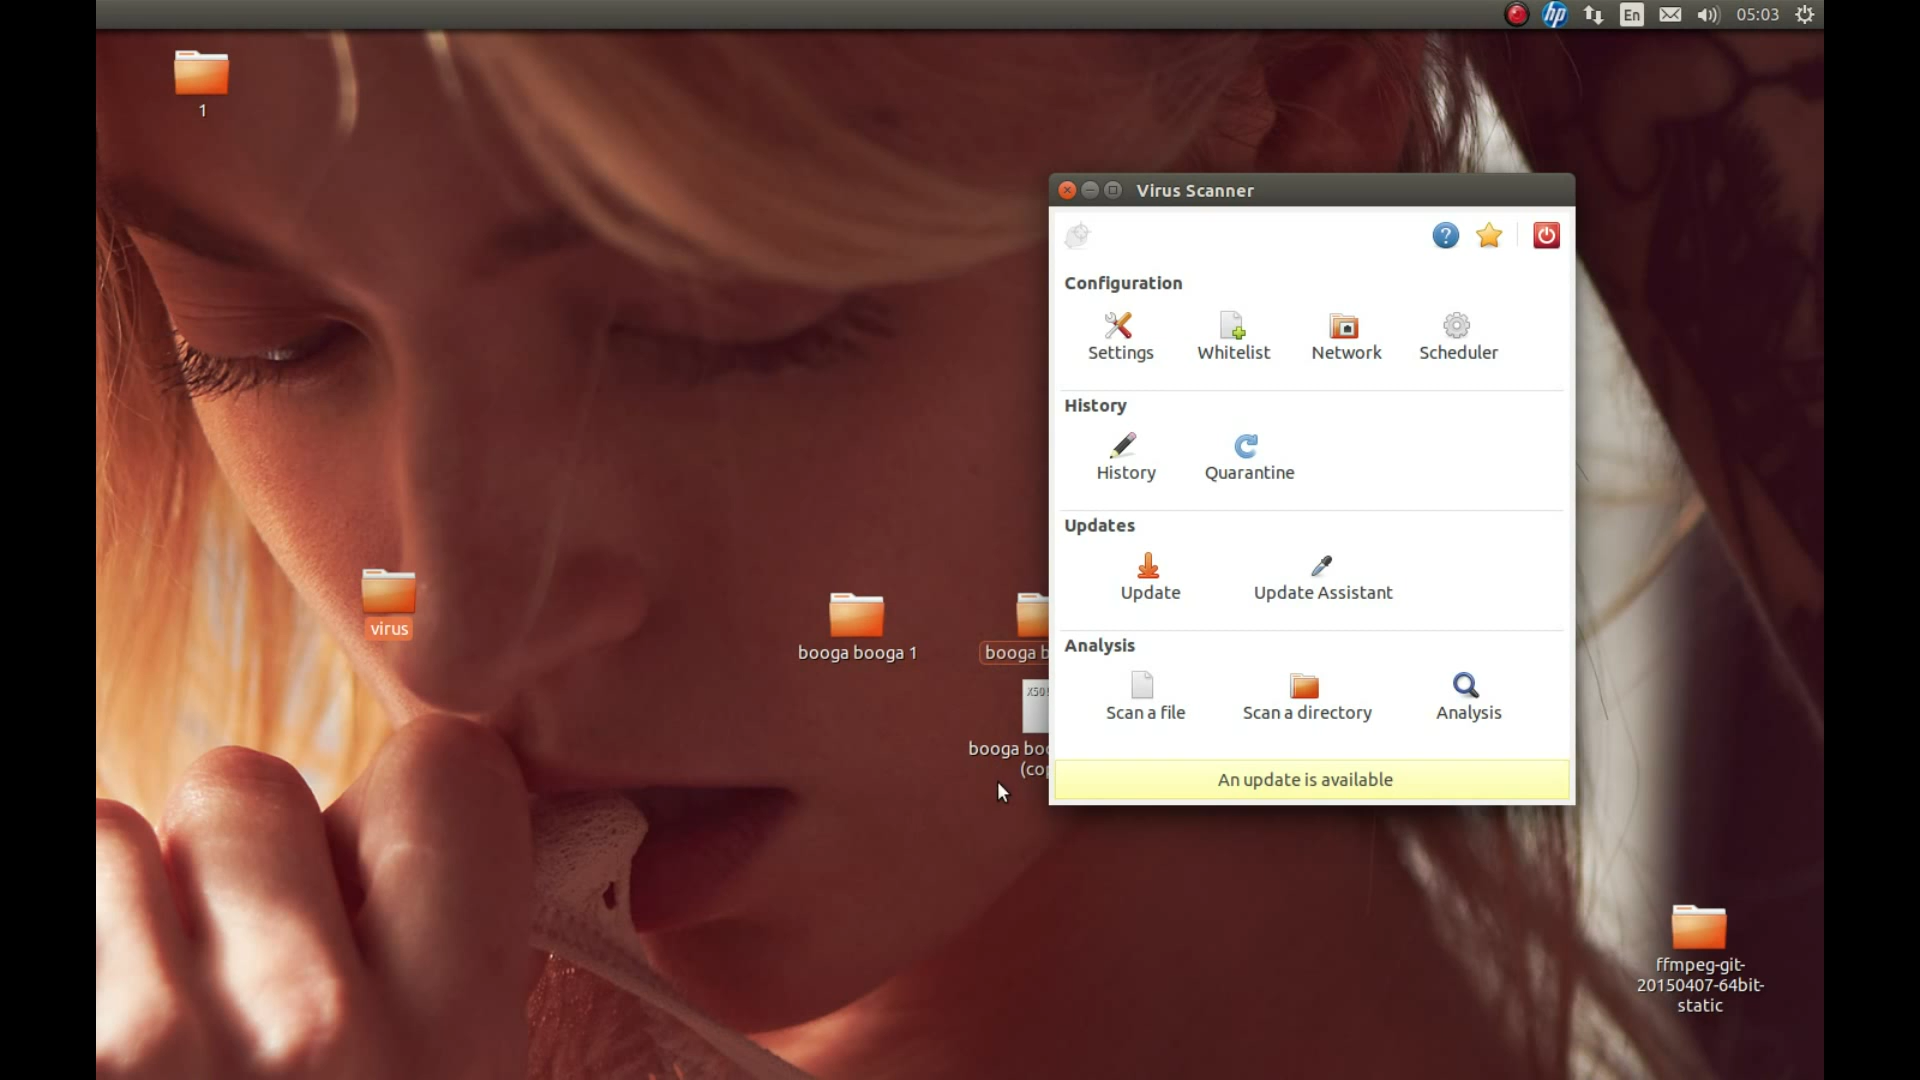 hp
En
05:03
1
Virus Scanner
?
Configuration
Settings
Whitelist
Network
Scheduler
History
History
Quarantine
Updates
Update
Update Assistant
Analysis
Scan a file
Scan a directory
Analysis
An update is available
virus
booga booga 1
booga b
booga boo
(cop
ffmpeg-git-
20150407-64bit-
static